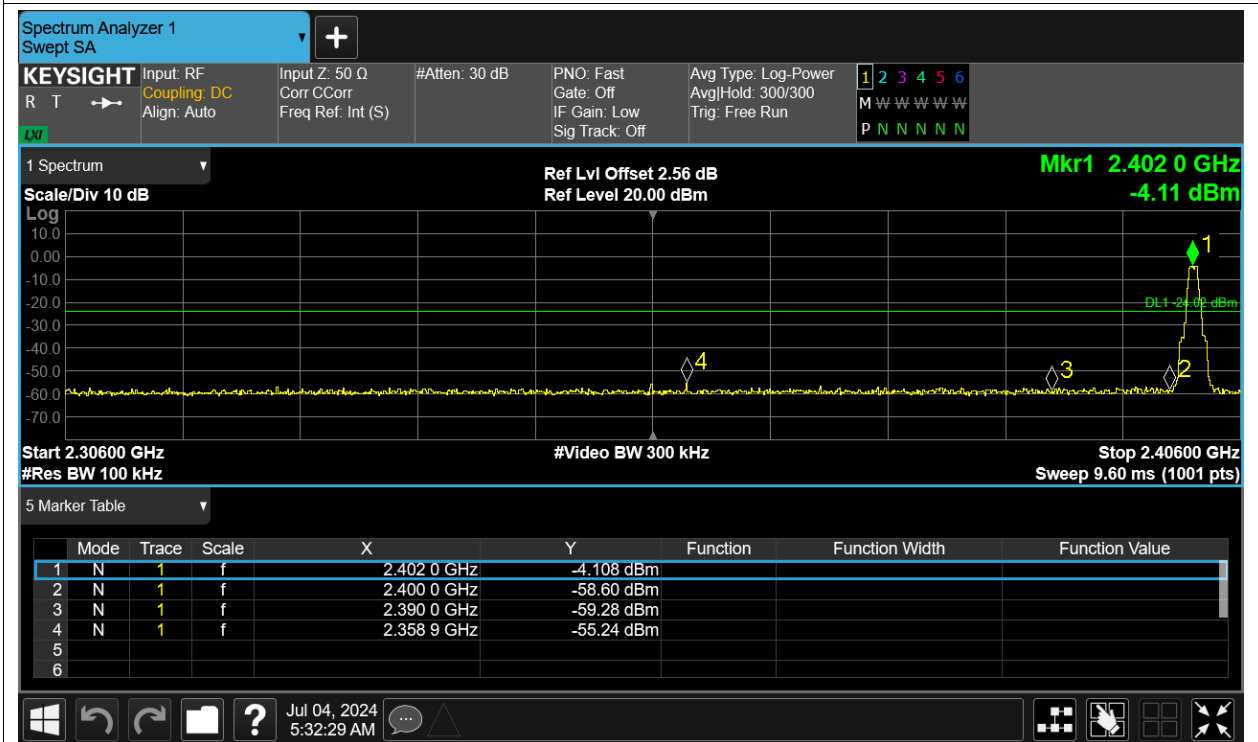 Spectrum Analyzer 1
Swept SA
+
KEYSIGHT
R T
LXI
Input: RF
Coupling: DC
Align: Auto
Input Z: 50 Ω
Corr CCorr
Freq Ref: Int (S)
#Atten: 30 dB
PNO: Fast
Gate: Off
IF Gain: Low
Sig Track: Off
Avg Type: Log-Power
Avg|Hold: 300/300
Trig: Free Run
1 2 3 4 5 6
M W W W W W
P N N N N N
1 Spectrum
Scale/Div 10 dB
Ref Lvl Offset 2.56 dB
Ref Level 20.00 dBm
Mkr1 2.402 0 GHz
-4.11 dBm
Log
10.0
0.00
-10.0
-20.0
-30.0
-40.0
-50.0
-60.0
-70.0
1
DL1 -24.02 dBm
4
3
2
Start 2.30600 GHz
#Video BW 300 kHz
Stop 2.40600 GHz
#Res BW 100 kHz
Sweep 9.60 ms (1001 pts)
5 Marker Table
Mode Trace Scale X Y Function Function Width Function Value
1 N 1 f 2.402 0 GHz -4.108 dBm
2 N 1 f 2.400 0 GHz -58.60 dBm
3 N 1 f 2.390 0 GHz -59.28 dBm
4 N 1 f 2.358 9 GHz -55.24 dBm
5
6
?
Jul 04, 2024
5:32:29 AM